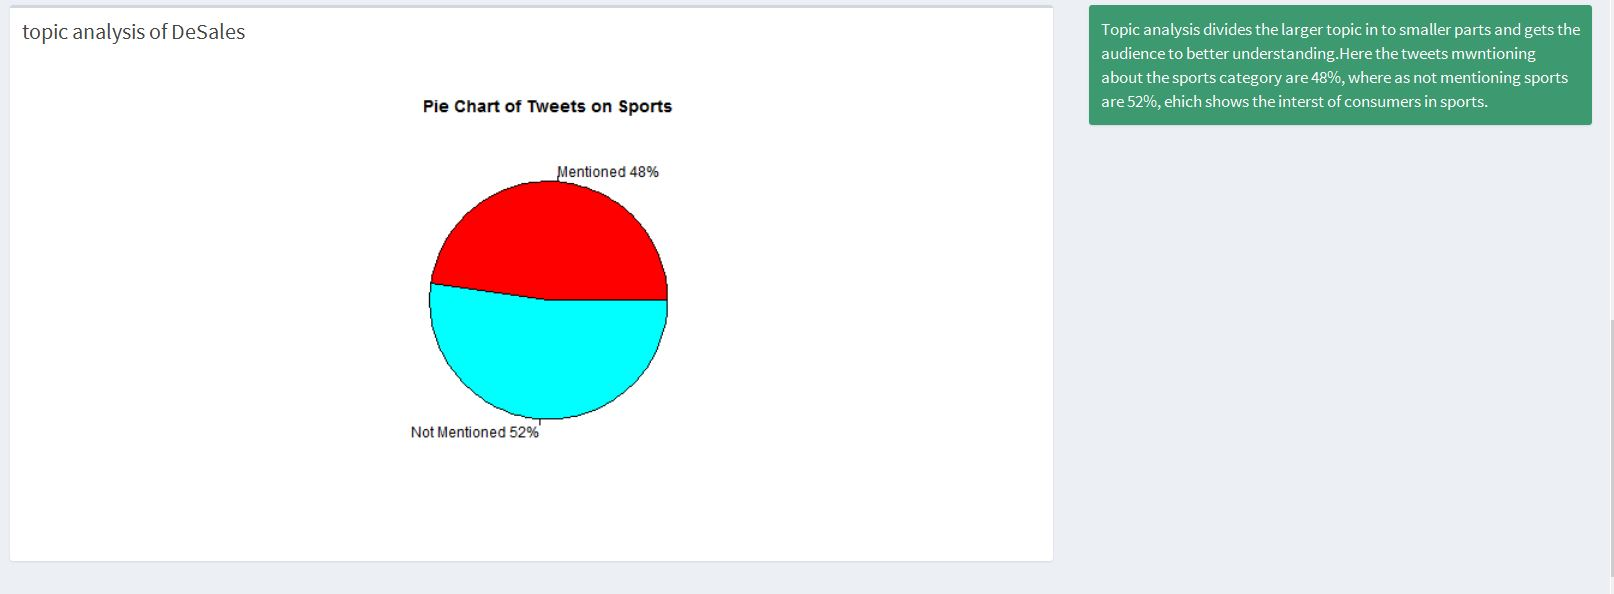 topic analysis of DeSales
Pie Chart of Tweets on Sports
Mentioned 48%
Not Mentioned 52%
Topic analysis divides the larger topic in to smaller parts and gets the
audience to better understanding.Here the tweets mwntioning
about the sports category are 48%, where as not mentioning sports
are 52%, ehich shows the interst of consumers in sports.